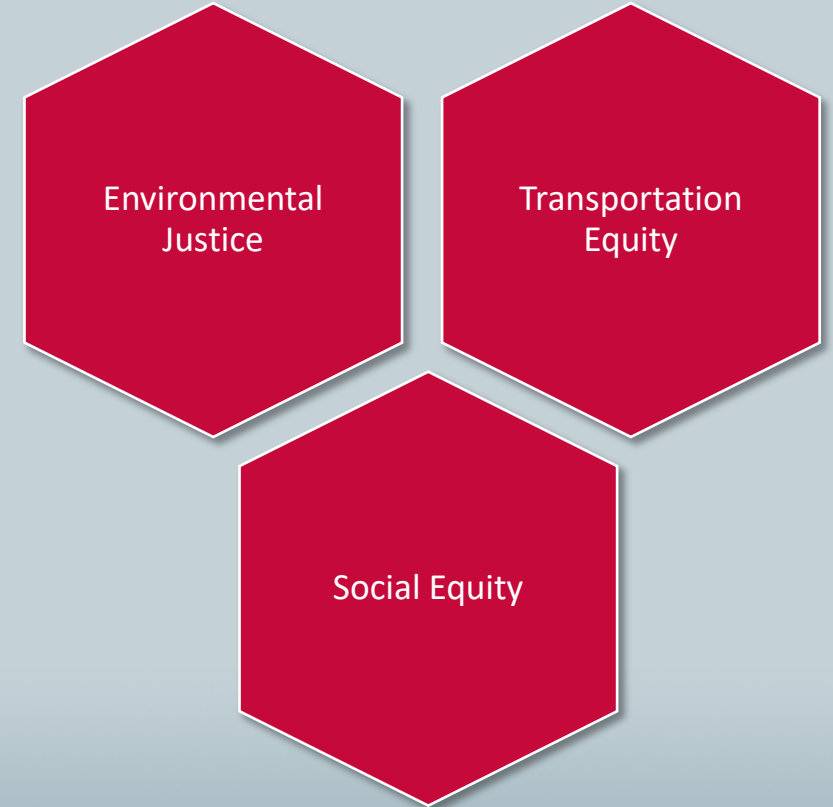 Environmental
Justice
Transportation
Equity
Social Equity